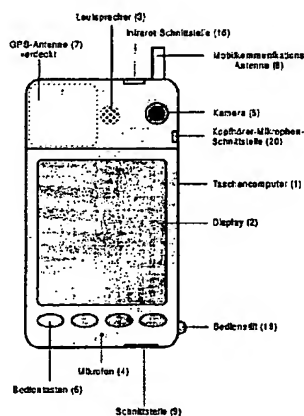 Lautsprecher (3)
Infrarot Schnittstelle (16)
GPS-Antenne (7)
verdeckt
Mobilkommunikations
Antenne (8)
Kamera (5)
Kopfhörer-Mikrophon-
Schnittstelle (20)
Taschencomputer (1)
Display (2)
Bedienstift (18)
Bedientasten (6)
Mikrofon (4)
Schnittstelle (9)